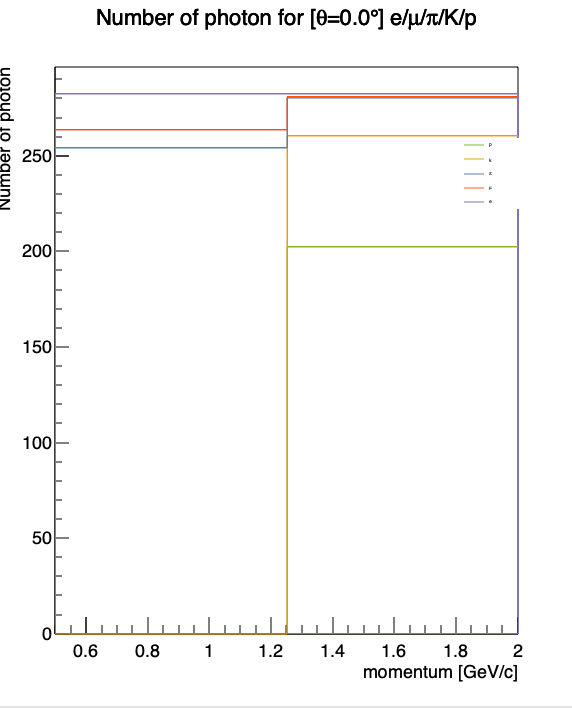 Number of photon for [θ=0.0°] e/μ/π/K/p
Number of photon
250
200
150
100
50
0
p
k
π
μ
e
0.6 0.8 1 1.2 1.4 1.6 1.8 2
momentum [GeV/c]